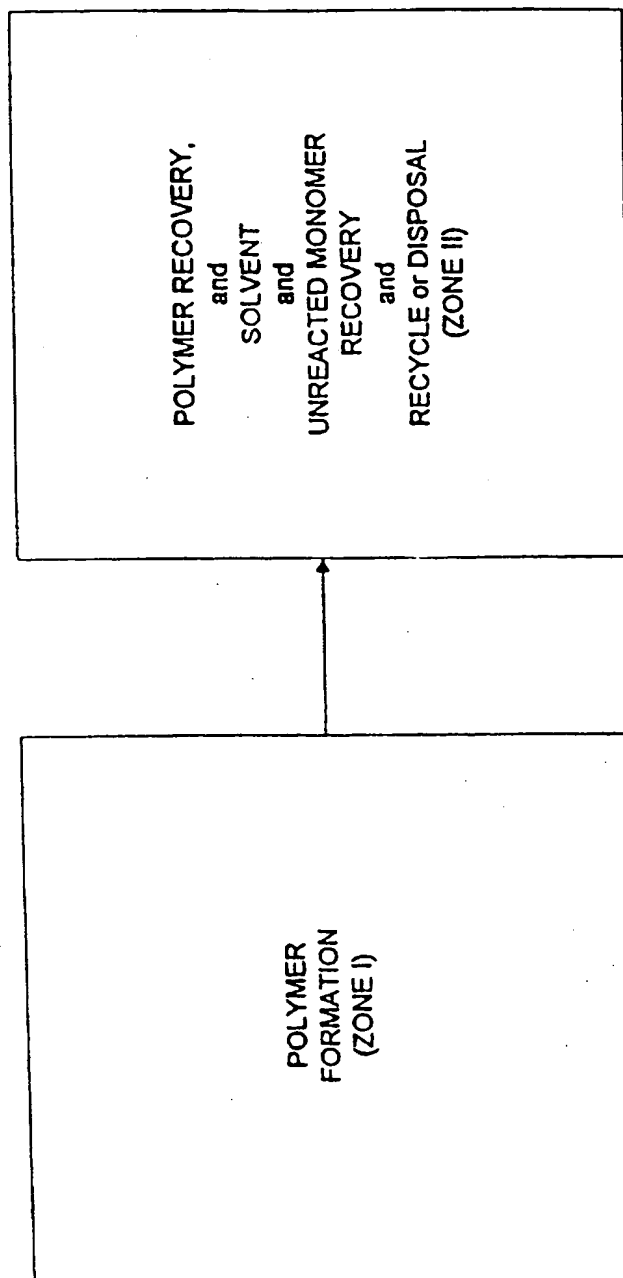 POLYMER
FORMATION
(ZONE I)
POLYMER RECOVERY,
and
SOLVENT
and
UNREACTED MONOMER
RECOVERY
and
RECYCLE or DISPOSAL
(ZONE II)